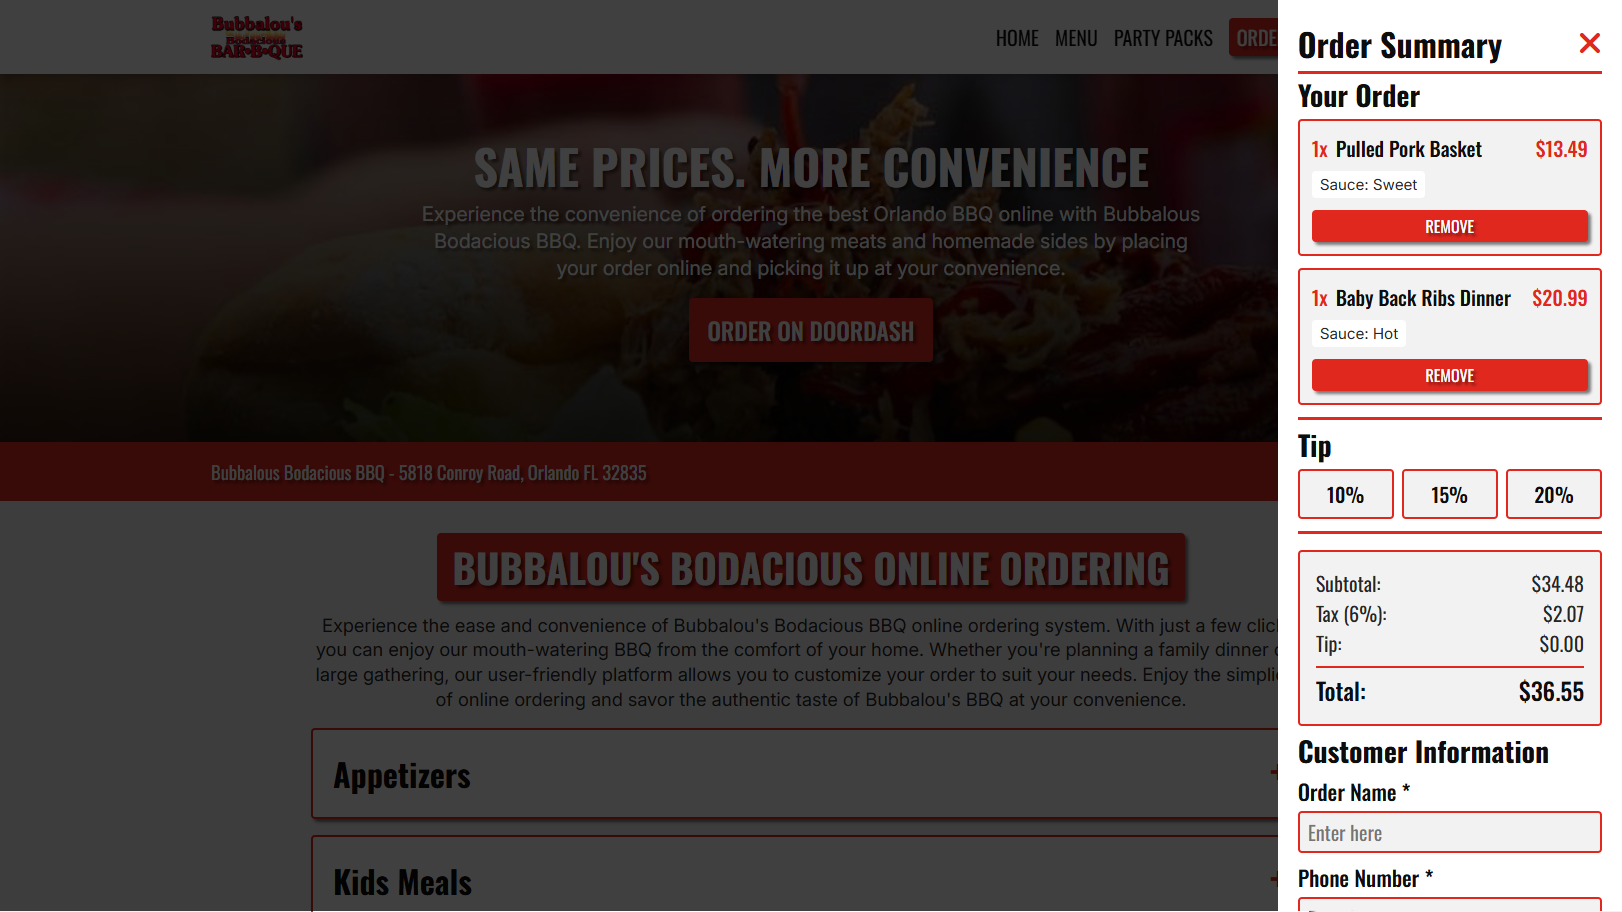 Bubbalou's
Bodacious
BAR•B•QUE
HOME
MENU
PARTY PACKS
SAME PRICES. MORE CONVENIENCE
Experience the convenience of ordering the best Orlando BBQ online with Bubbalous
Bodacious BBQ. Enjoy our mouth-watering meats and homemade sides by placing
your order online and picking it up at your convenience.
ORDER ON DOORDASH
Bubbalous Bodacious BBQ - 5818 Conroy Road, Orlando FL 32835
BUBBALOU'S BODACIOUS ONLINE ORDERING
Experience the ease and convenience of Bubbalou's Bodacious BBQ online ordering system. With just a few
you can enjoy our mouth-watering BBQ from the comfort of your home. Whether you're planning a family dinner
large gathering, our user-friendly platform allows you to customize your order to suit your needs. Enjoy the
of online ordering and savor the authentic taste of Bubbalou's BBQ at your convenience.
Appetizers
Kids Meals
Order Summary
Your Order
1x Pulled Pork Basket $13.49
Sauce: Sweet
REMOVE
1x Baby Back Ribs Dinner $20.99
Sauce: Hot
REMOVE
Tip
10% 15% 20%
Subtotal: $34.48
Tax (6%): $2.07
Tip: $0.00
Total: $36.55
Customer Information
Order Name *
Enter here
Phone Number *